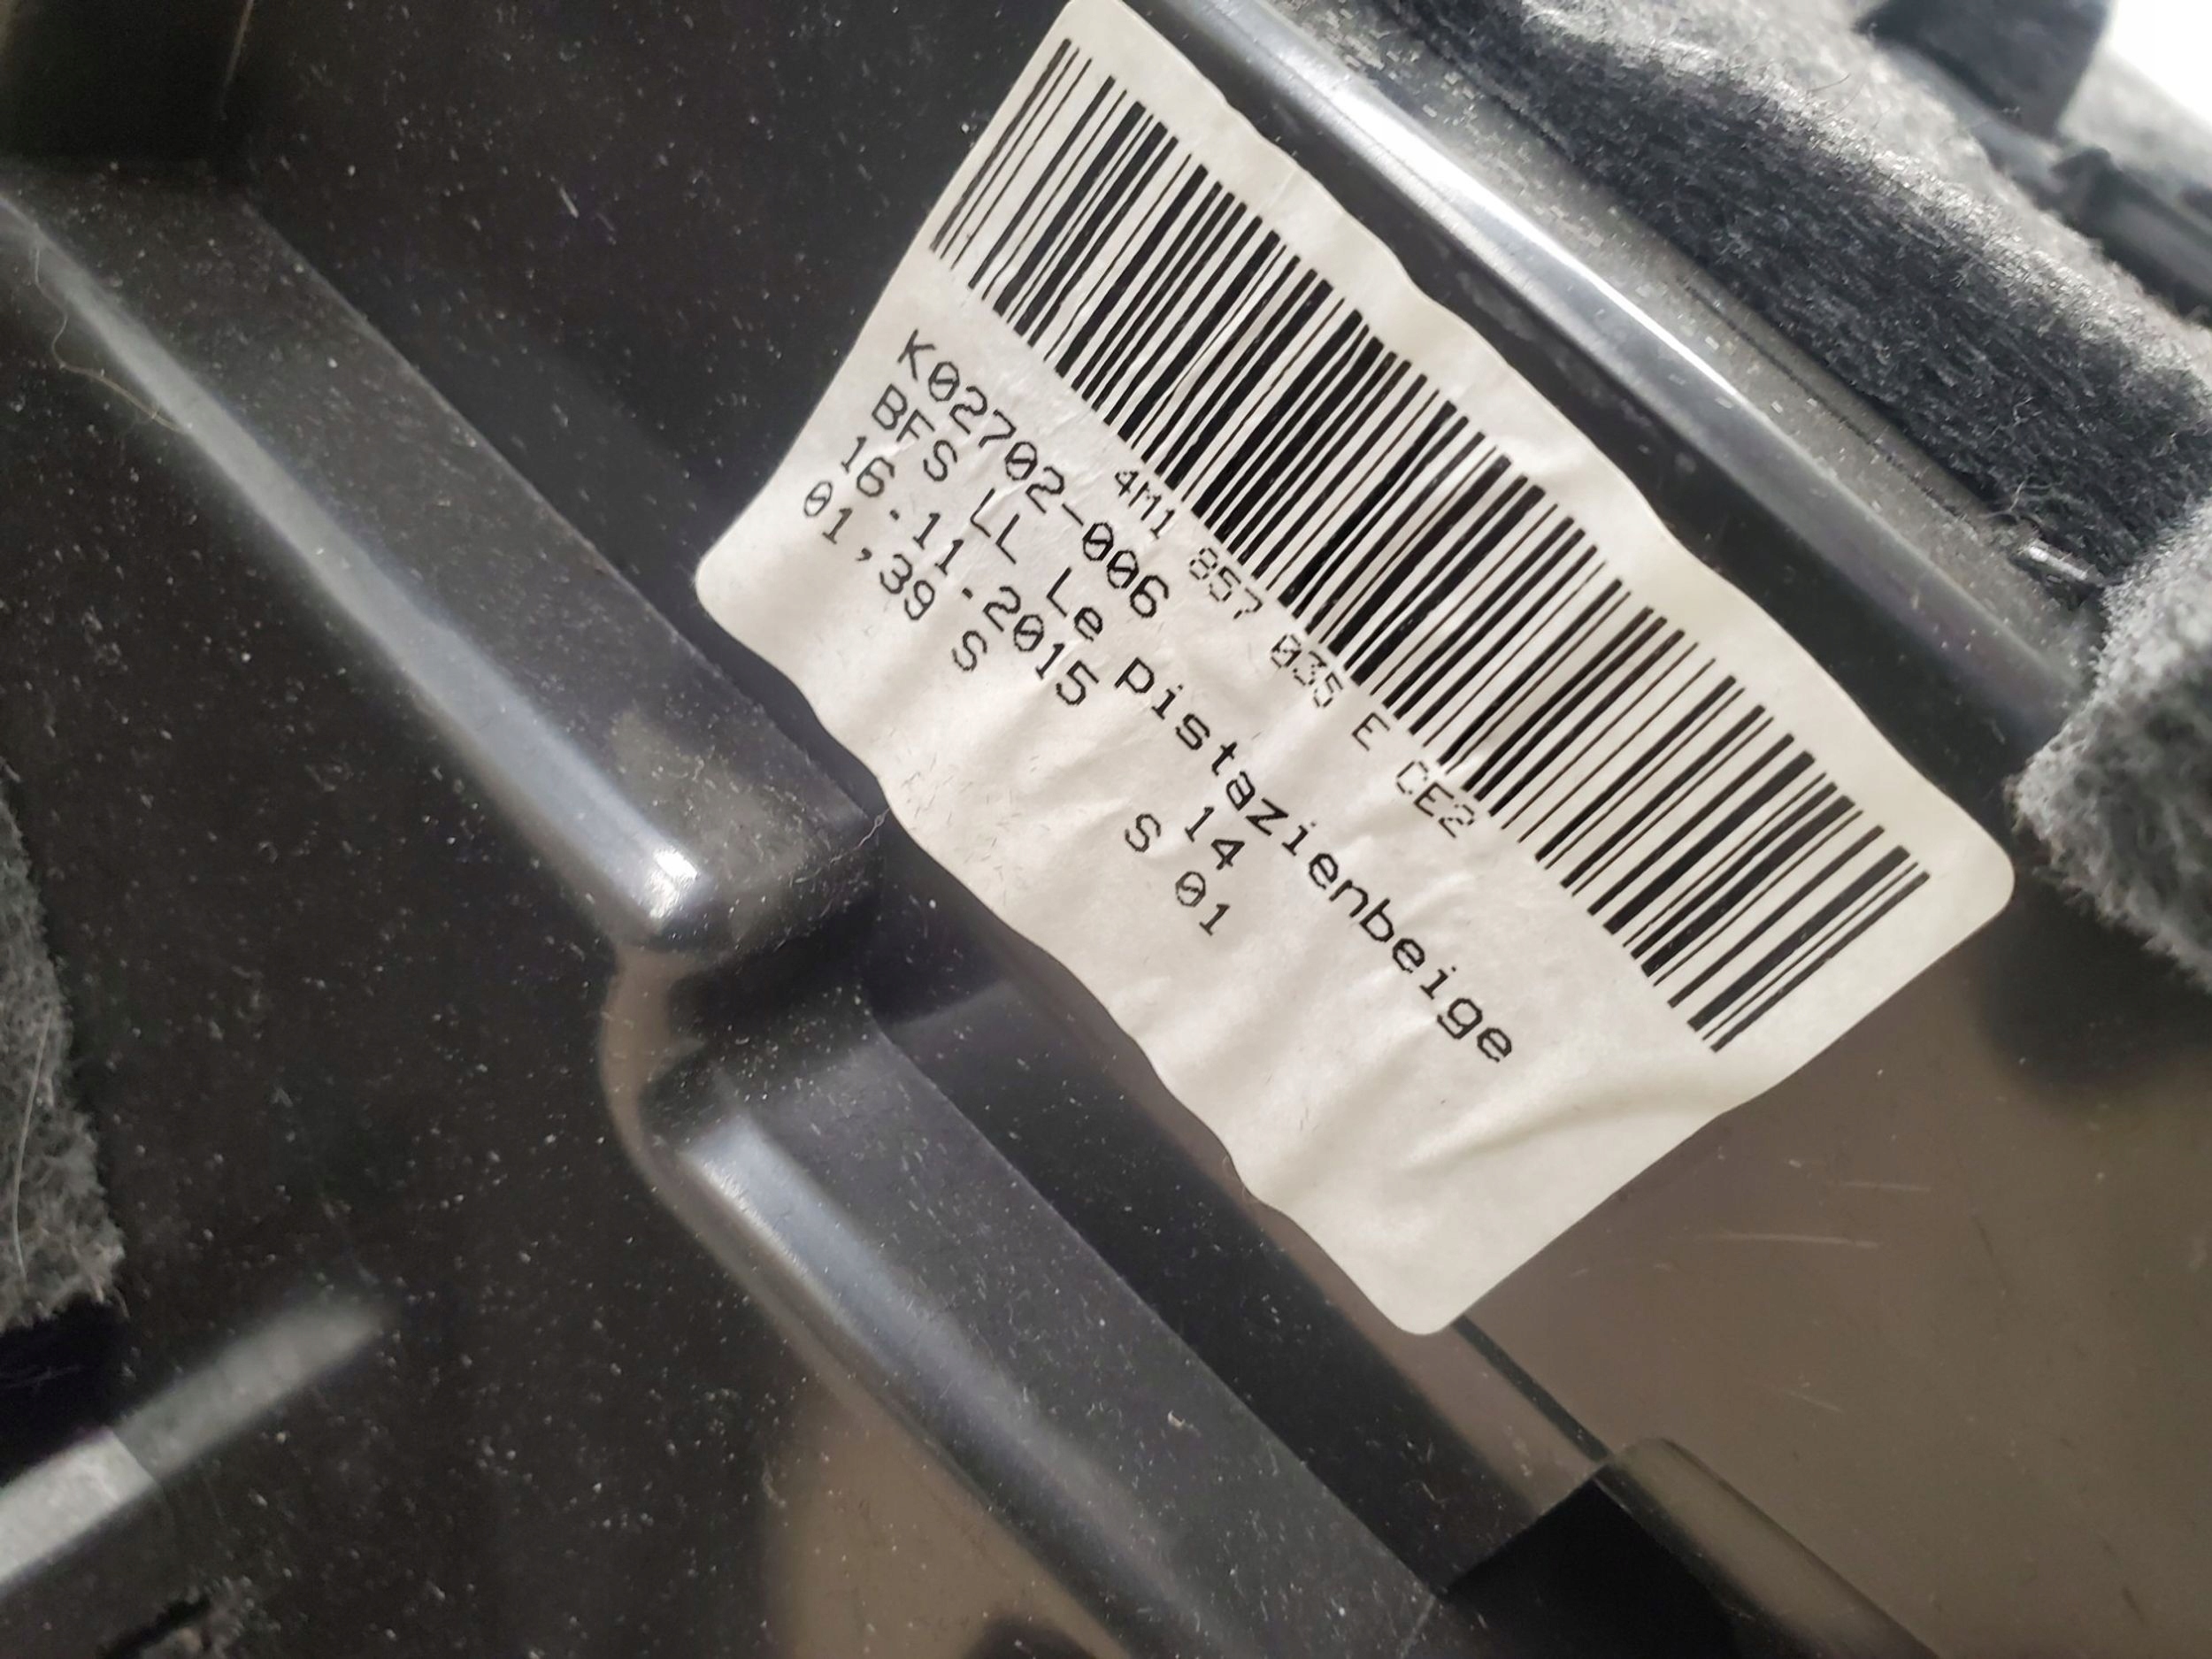 4M1 857 035 E CE2
K02702-006
BFS LL Le Pistazienbeige
16.11.2015 14
01,39 S S 01